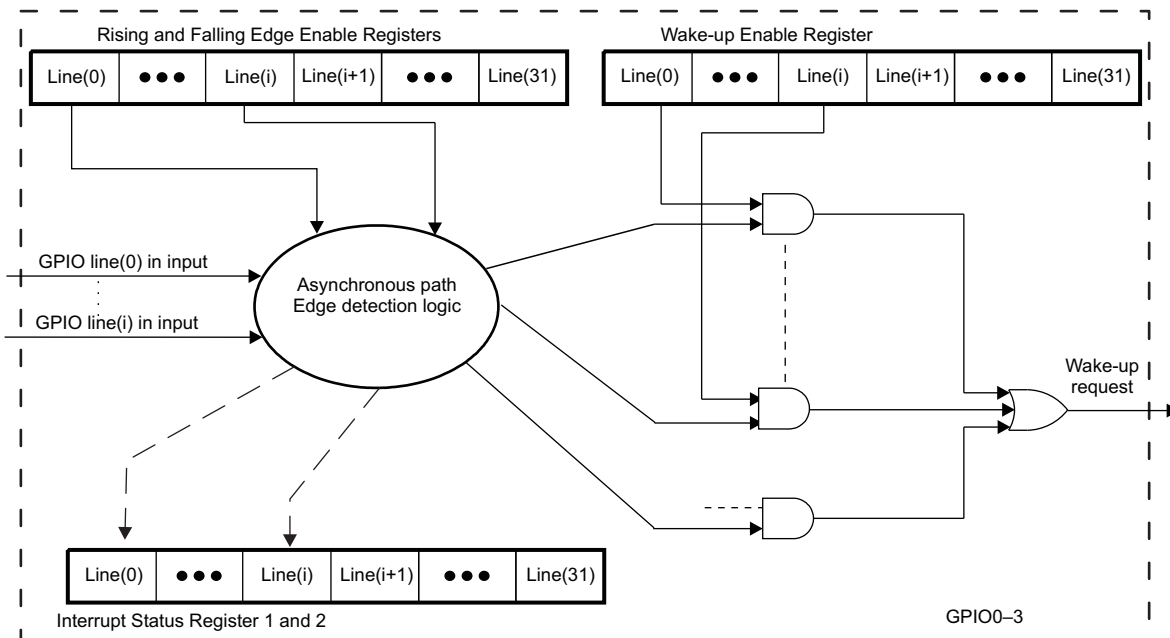 Rising and Falling Edge Enable Registers
Line(0) ●●● Line(i) Line(i+1) ●●● Line(31)
Wake-up Enable Register
Line(0) ●●● Line(i) Line(i+1) ●●● Line(31)
GPIO line(0) in input
GPIO line(i) in input
Asynchronous path
Edge detection logic
Wake-up
request
Line(0) ●●● Line(i) Line(i+1) ●●● Line(31)
Interrupt Status Register 1 and 2
GPIO0–3